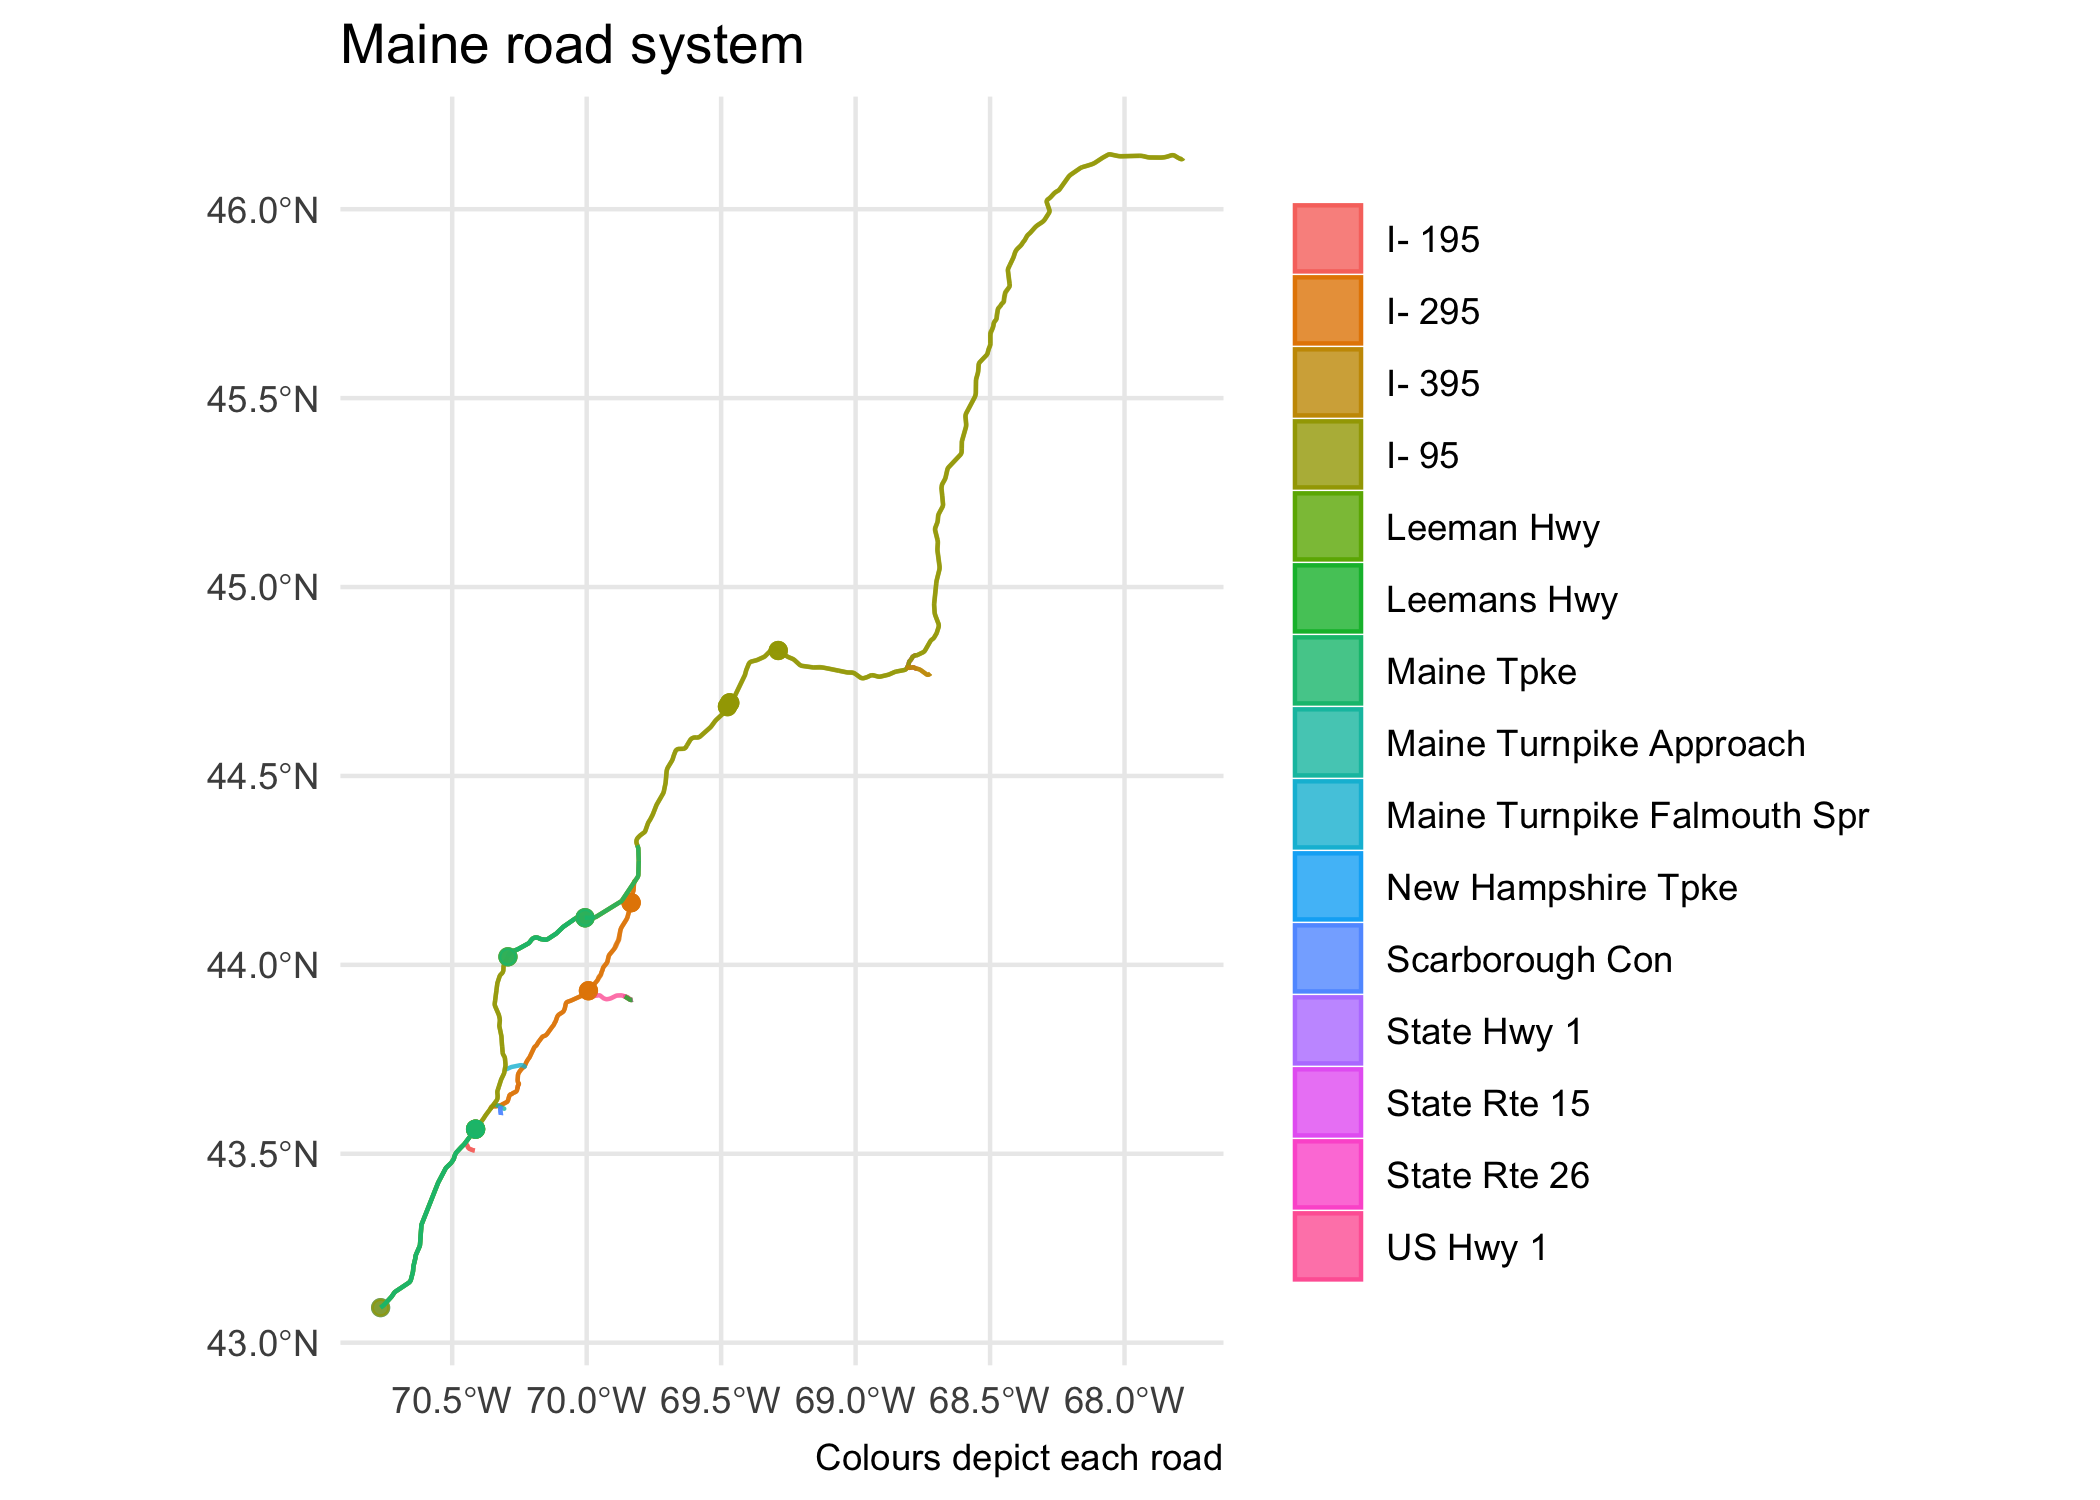 Maine road system
46.0°N
45.5°N
45.0°N
44.5°N
44.0°N
43.5°N
43.0°N
70.5°W 70.0°W 69.5°W 69.0°W 68.5°W 68.0°W
Colours depict each road
I- 195
I- 295
I- 395
I- 95
Leeman Hwy
Leemans Hwy
Maine Tpke
Maine Turnpike Approach
Maine Turnpike Falmouth Spr
New Hampshire Tpke
Scarborough Con
State Hwy 1
State Rte 15
State Rte 26
US Hwy 1